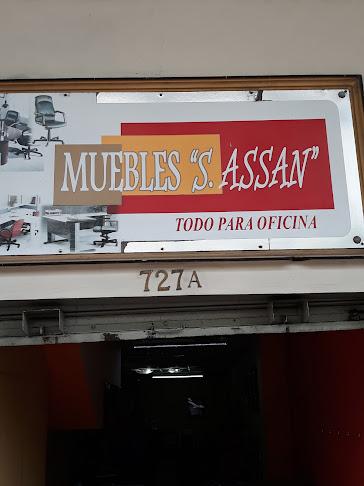 MUEBLES "S. ASSAN"
TODO PARA OFICINA
727A